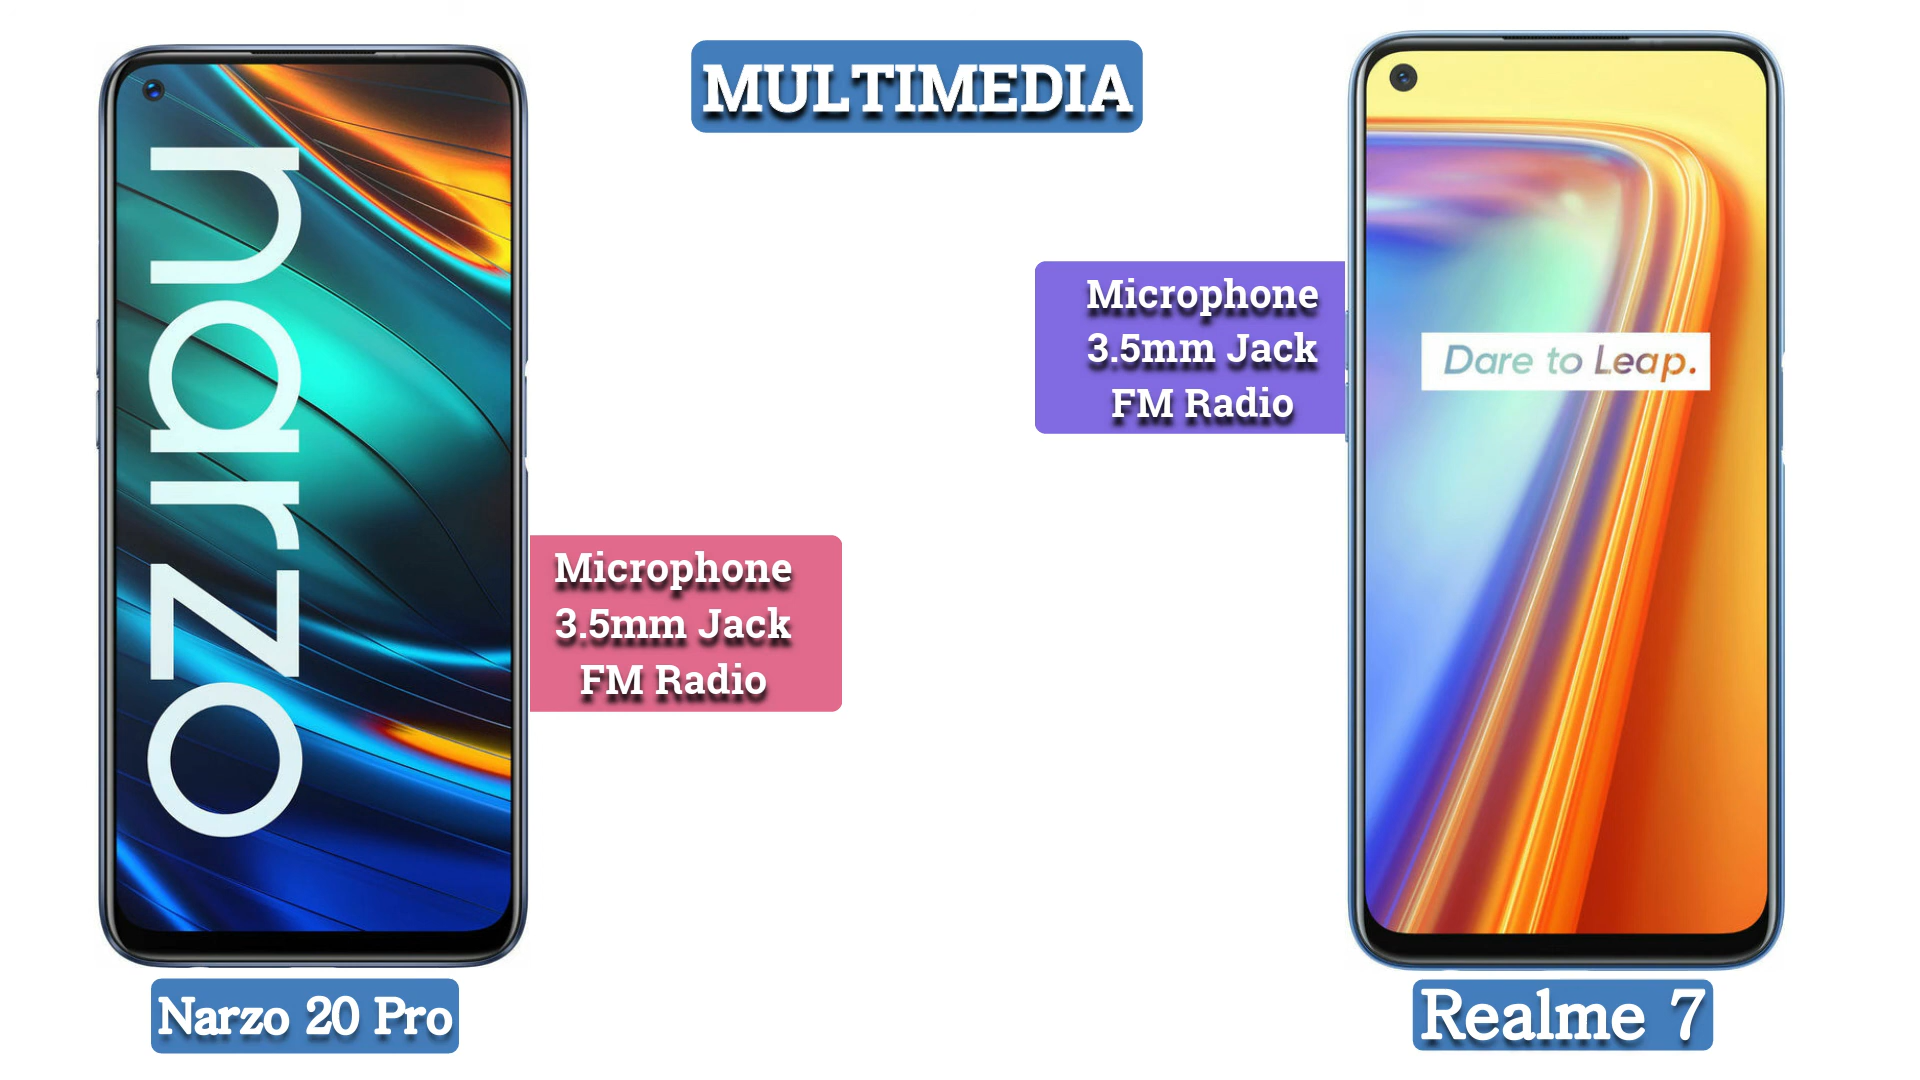 MULTIMEDIA
narzo
Microphone
3.5mm Jack
FM Radio
Microphone
3.5mm Jack
FM Radio
Dare to Leap.
Narzo 20 Pro
Realme 7